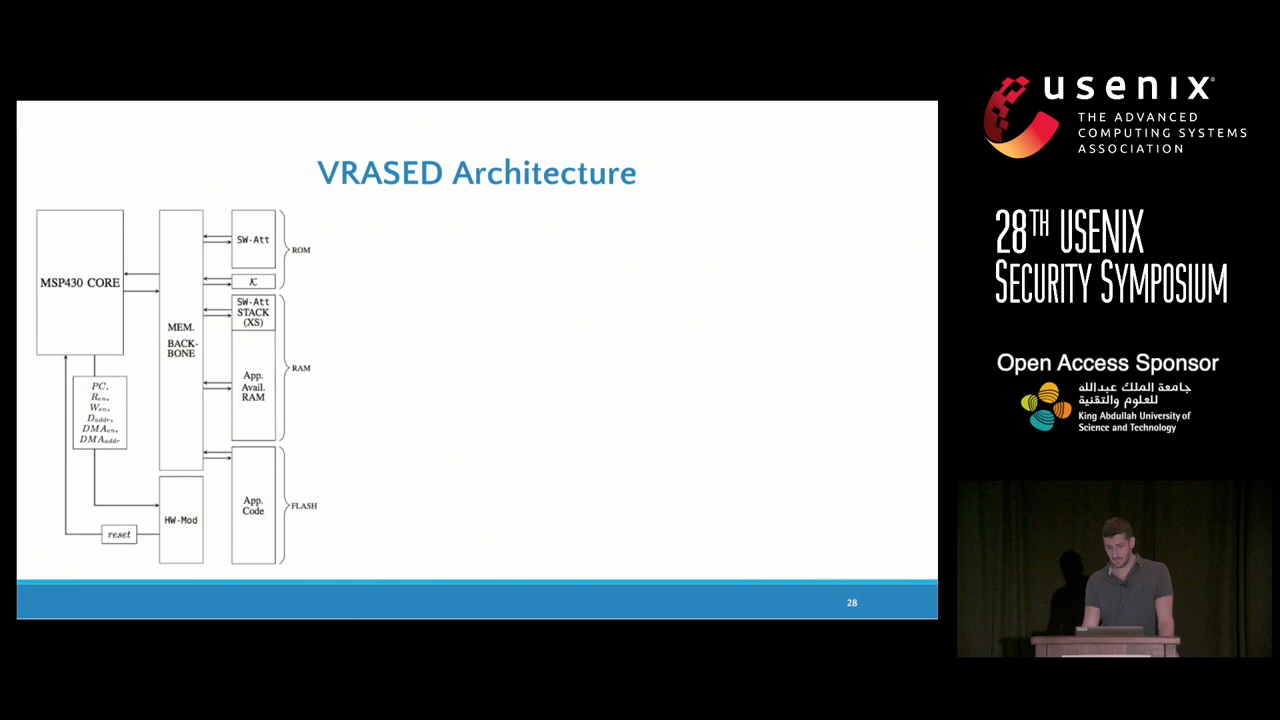 VRASED Architecture
MSP430 CORE
MEM.
BACK-
BONE
SW-Att
ROM
K
SW-Att
STACK
(XS)
App.
Avail.
RAM
RAM
PC,
Ren,
Wen,
Daddr,
DMAen,
DMAaddr
App.
Code
FLASH
HW-Mod
reset
28
usenix
THE ADVANCED
COMPUTING SYSTEMS
ASSOCIATION
28TH USENIX
SECURITY SYMPOSIUM
Open Access Sponsor
جامعة الملك عبدالله
للعلوم والتقنية
King Abdullah University of
Science and Technology